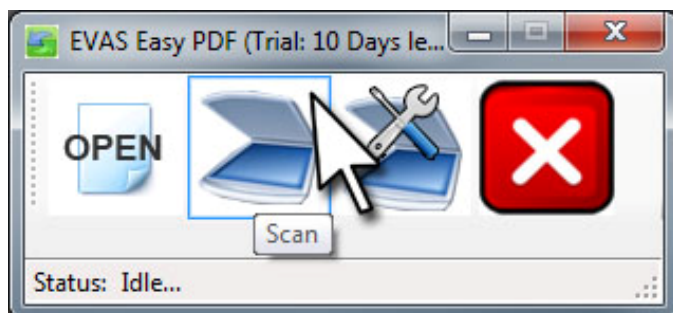 EVAS Easy PDF (Trial: 10 Days le...
OPEN
Scan
Status: Idle...